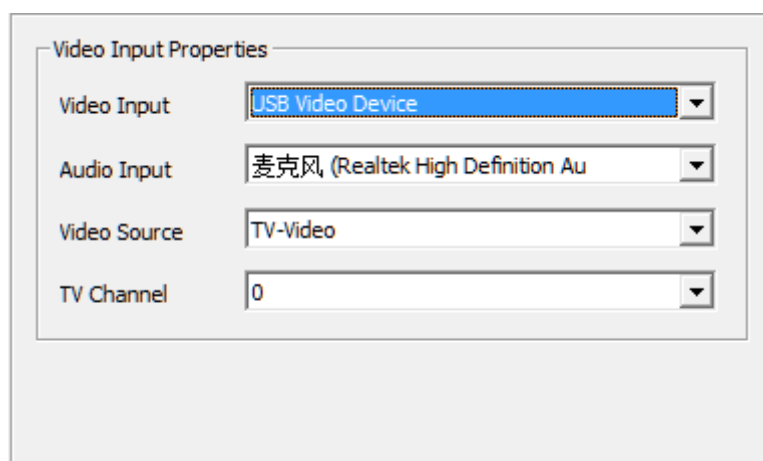 Video Input Properties
Video Input USB Video Device
Audio Input 麦克风 (Realtek High Definition Au
Video Source TV-Video
TV Channel 0